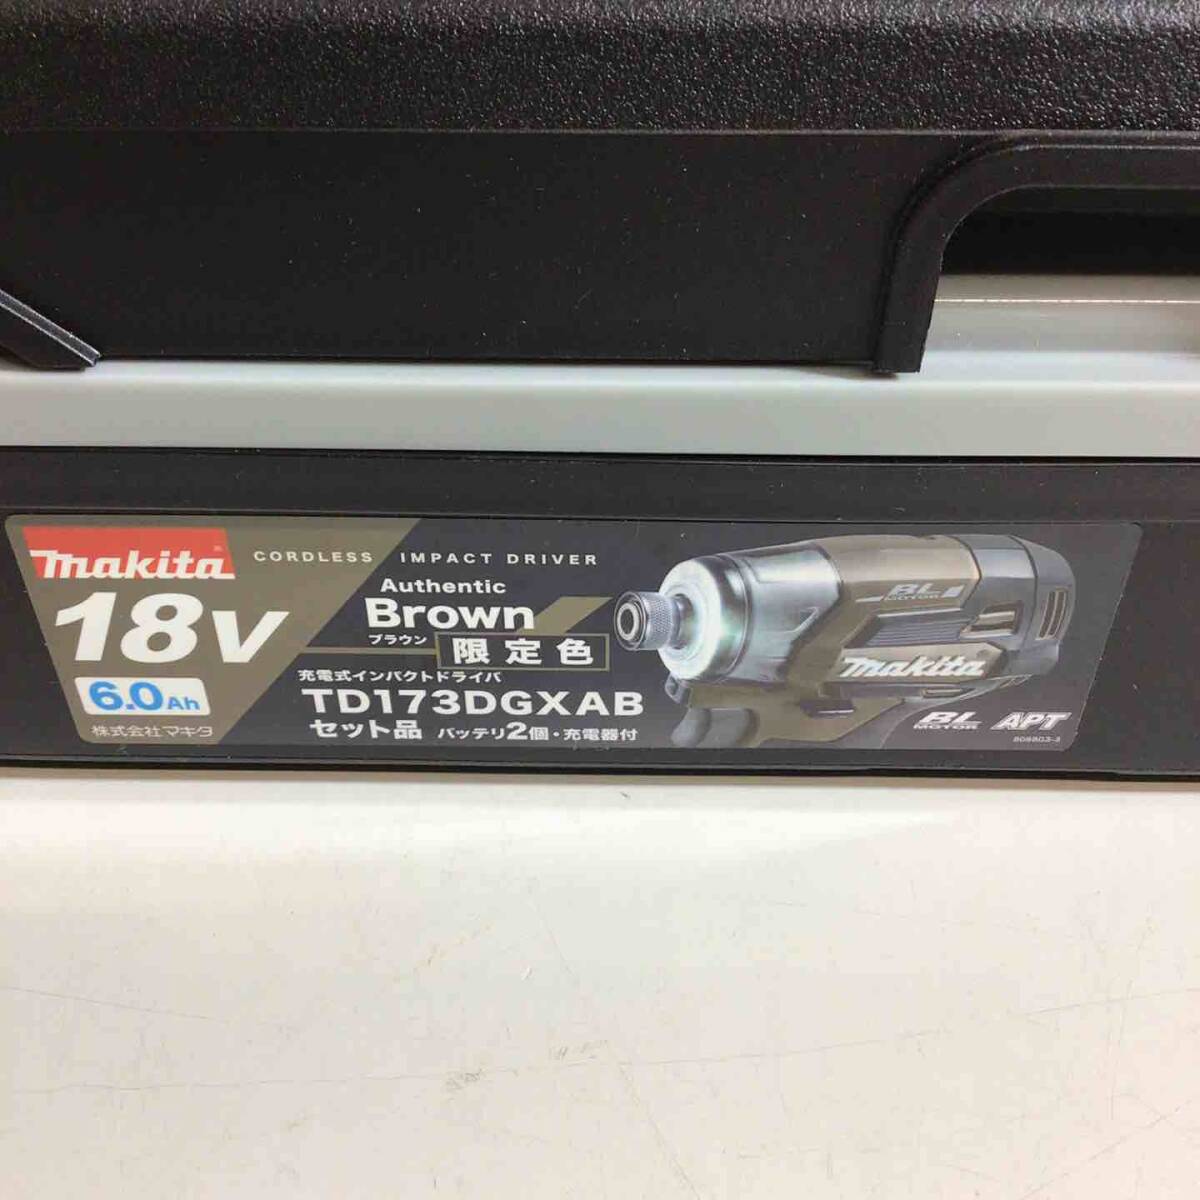 makita
CORDLESS IMPACT DRIVER
18V
6.0Ah
株式会社マキタ
Authentic
Brown
ブラウン
限定色
充電式インパクトドライバ
TD173DGXAB
セット品 バッテリ2個・充電器付
BL
MOTOR
makita
BL
MOTOR
APT